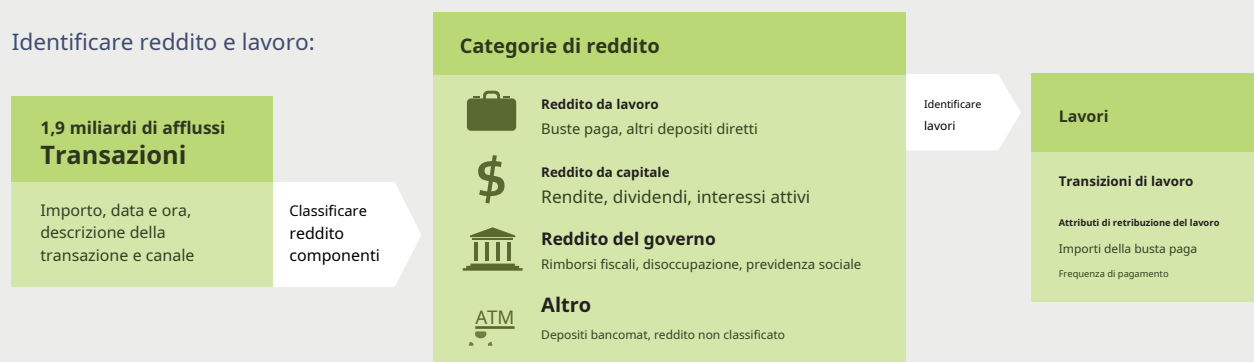 Identificare reddito e lavoro:
1,9 miliardi di afflussi
Transazioni
Importo, data e ora,
descrizione della
transazione e canale
Classificare
reddito
componenti
Categorie di reddito
Reddito da lavoro
Buste paga, altri depositi diretti
$
Reddito da capitale
Rendite, dividendi, interessi attivi
Reddito del governo
Rimborsi fiscali, disoccupazione, previdenza sociale
ATM
Altro
Depositi bancomat, reddito non classificato
Identificare
lavori
Lavori
Transizioni di lavoro
Attributi di retribuzione del lavoro
Importi della busta paga
Frequenza di pagamento